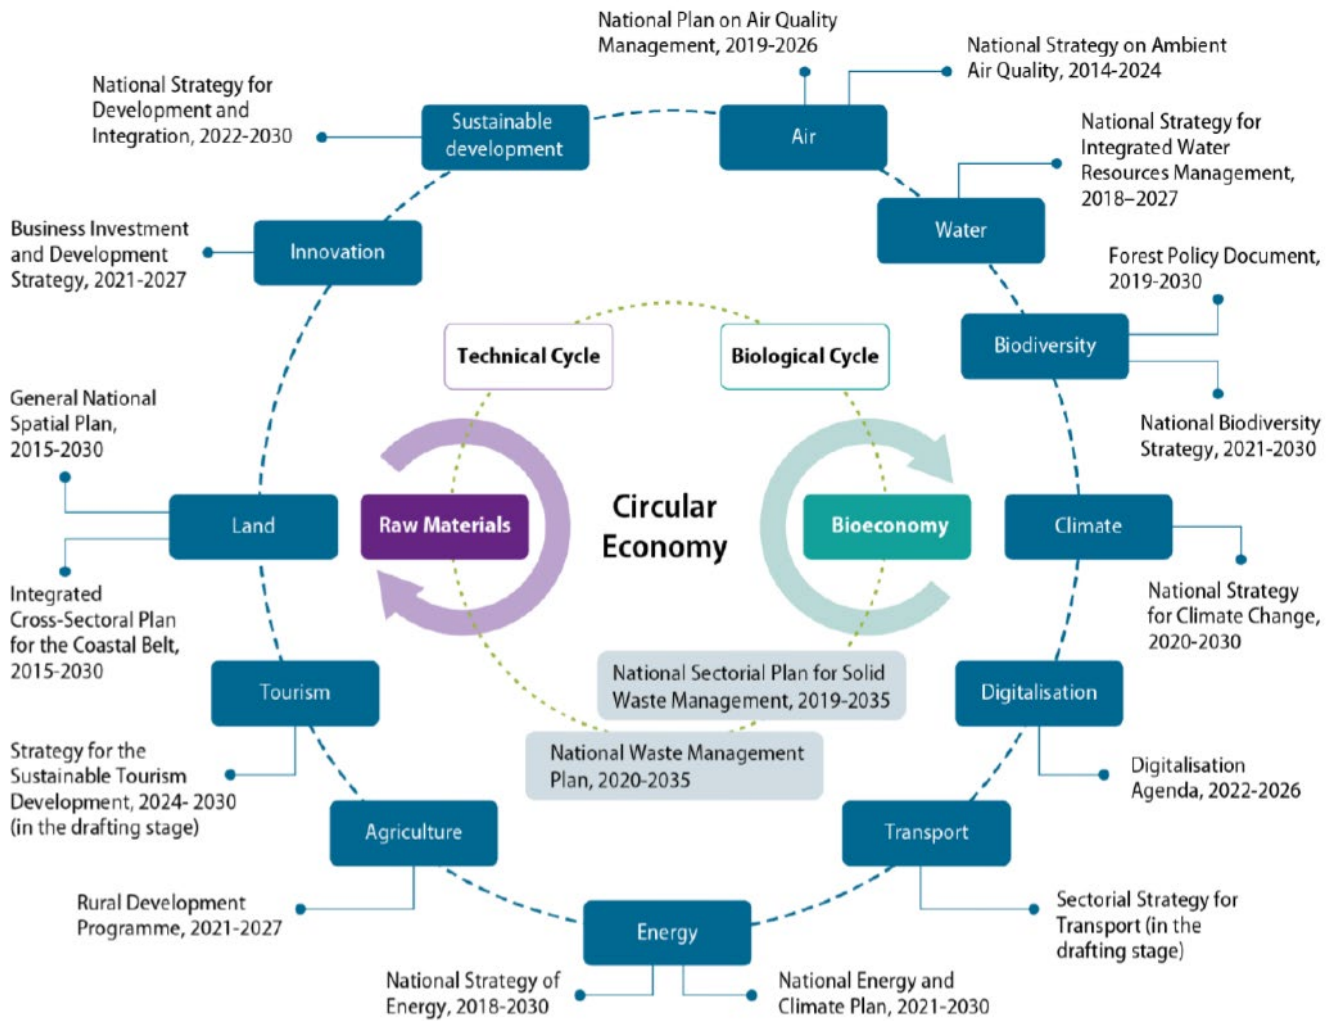 National Plan on Air Quality
Management, 2019-2026
National Strategy on Ambient
Air Quality, 2014-2024
National Strategy for
Development and
Integration, 2022-2030
Sustainable
development
Air
National Strategy for
Integrated Water
Resources Management,
2018–2027
Business Investment
and Development
Strategy, 2021-2027
Innovation
Water
Forest Policy Document,
2019-2030
Technical Cycle
Biological Cycle
Biodiversity
General National
Spatial Plan,
2015-2030
National Biodiversity
Strategy, 2021-2030
Land
Raw Materials
Circular
Economy
Bioeconomy
Climate
Integrated
Cross-Sectoral Plan
for the Coastal Belt,
2015-2030
National Strategy
for Climate Change,
2020-2030
Tourism
National Sectorial Plan for Solid
Waste Management, 2019-2035
Digitalisation
National Waste Management
Plan, 2020-2035
Strategy for the
Sustainable Tourism
Development, 2024- 2030
(in the drafting stage)
Digitalisation
Agenda, 2022-2026
Agriculture
Transport
Rural Development
Programme, 2021-2027
Energy
Sectorial Strategy for
Transport (in the
drafting stage)
National Strategy of
Energy, 2018-2030
National Energy and
Climate Plan, 2021-2030